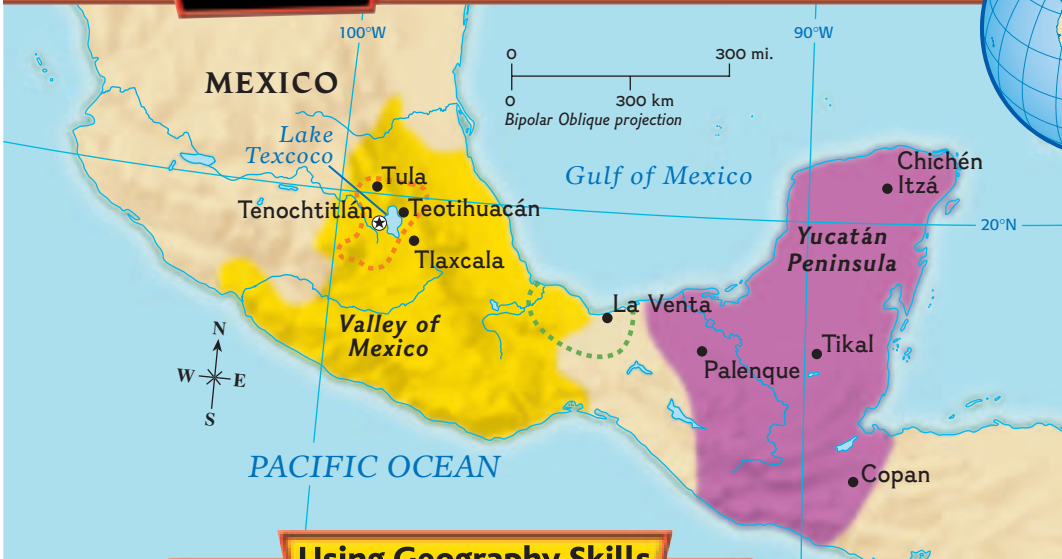 100°W
90°W
0
300 mi.
0
300 km
Bipolar Oblique projection
MEXICO
Lake
Texcoco
Gulf of Mexico
Tula
Tenochtitlán
Teotihuacán
Tlaxcala
Chichén
Itzá
20°N
Yucatán
Peninsula
La Venta
Valley of
Mexico
Tikal
Palenque
N
W
E
S
PACIFIC OCEAN
Copan
Using Geography Skills